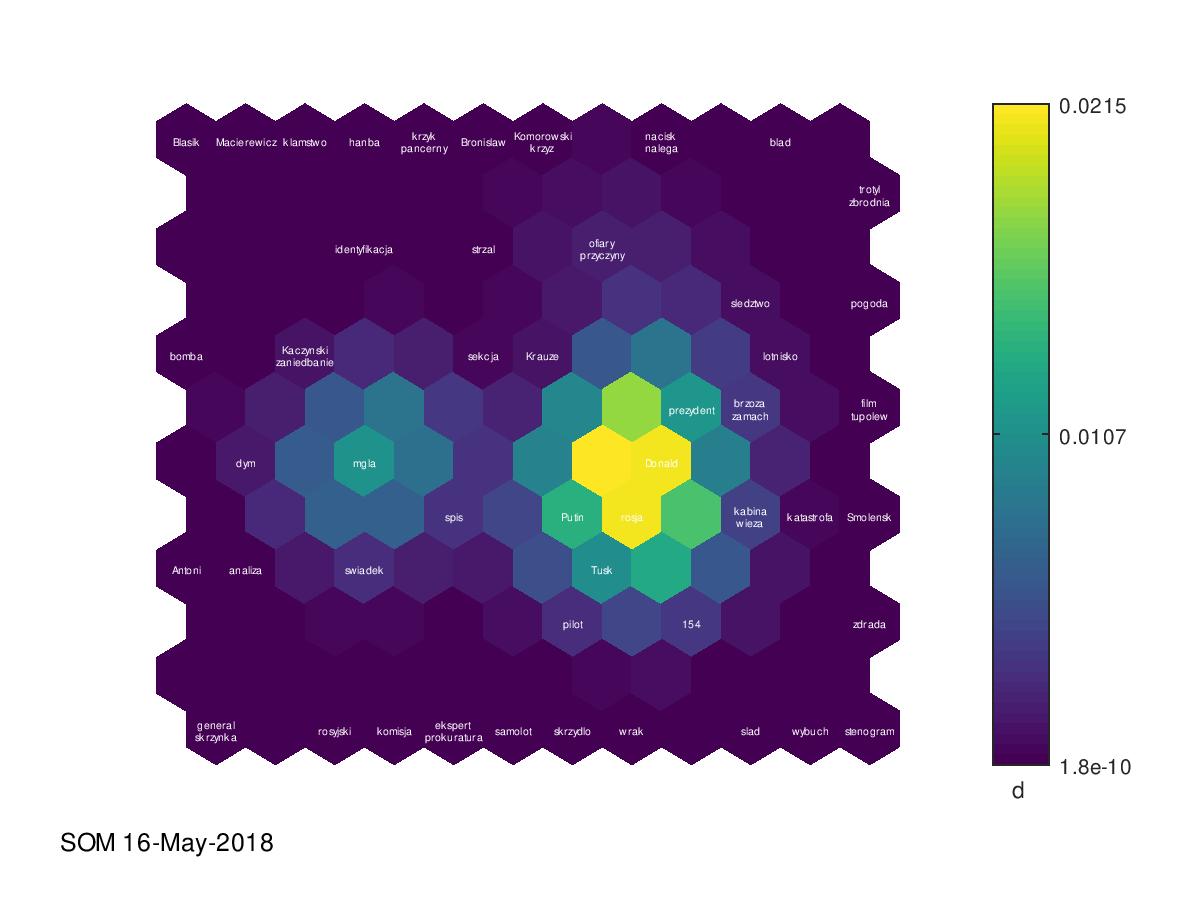 0.0215
Blasik Macierewicz klamstwo hanba krzyk pancerny Bronislaw Komorowski krzyz nacisk nalega blad
trotyl
zbrodnia
identyfikacja strzal ofiary
przyczyny
sledztwo pogoda
bomba Kaczynski
zaniedbanie sekcja Krauze lotnisko
prezydent brzoza
zamach film
tupolew
0.0107
dym mgla Donald
spis Putin rosja kabina
wieza katastrofa Smolensk
Antoni analiza swiadek Tusk
pilot 154 zdrada
general
skrzynka rosyjski komisja ekspert
prokuratura samolot skrzydlo wrak slad wybuch stenogram
1.8e-10
d
SOM 16-May-2018